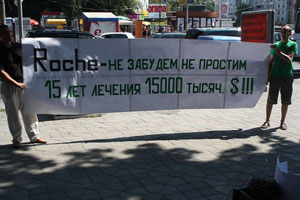 Roche-НЕ ЗАБУДЕМ,НЕ ПРОСТИМ
15 ЛЕТ ЛЕЧЕНИЯ 15000 ТЫСЯЧ $!!!